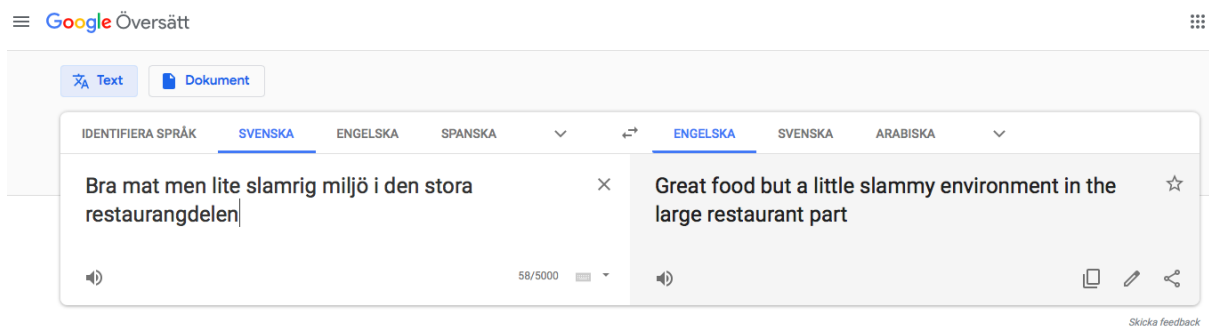 Google Översätt
Text
Dokument
IDENTIFIERA SPRÅK SVENSKA ENGELSKA SPANSKA
ENGELSKA SVENSKA ARABISKA
Bra mat men lite slamrig miljö i den stora
restaurangdelen
58/5000
Great food but a little slammy environment in the
large restaurant part
Skicka feedback